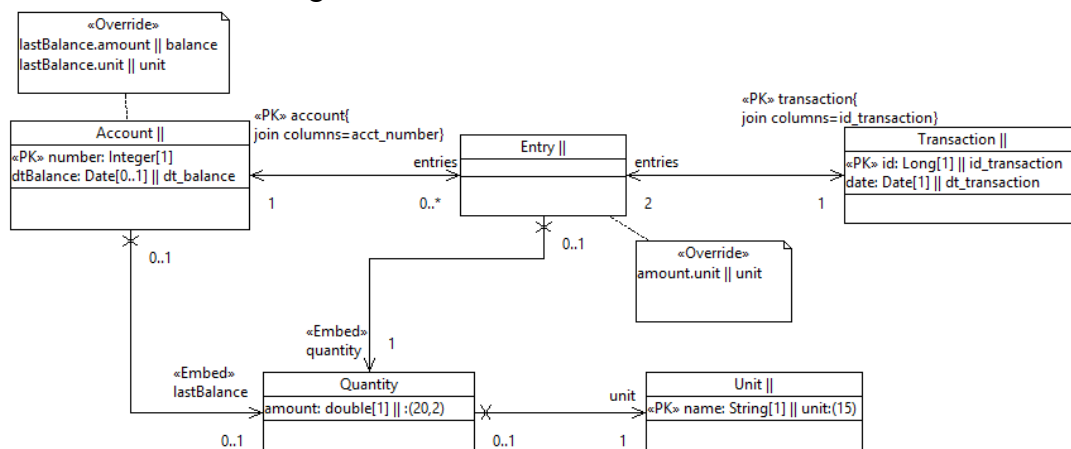 «Override»
lastBalance.amount || balance
lastBalance.unit || unit
«PK» account{
join columns=acct_number}
«PK» transaction{
join columns=id_transaction}
Account ||
«PK» number: Integer[1]
dtBalance: Date[0..1] || dt_balance
entries
Entry ||
entries
Transaction ||
«PK» id: Long[1] || id_transaction
date: Date[1] || dt_transaction
1
0..*
2
1
0..1
0..1
«Override»
amount.unit || unit
«Embed»
quantity
1
«Embed»
lastBalance
Quantity
amount: double[1] || :(20,2)
unit
Unit ||
«PK» name: String[1] || unit:(15)
0..1
0..1
1